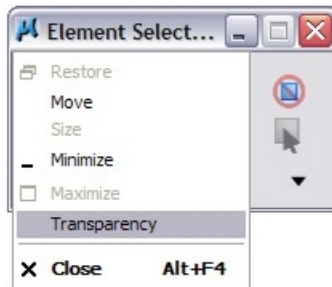 Element Select...
Restore
Move
Size
Minimize
Maximize
Transparency
Close Alt+F4